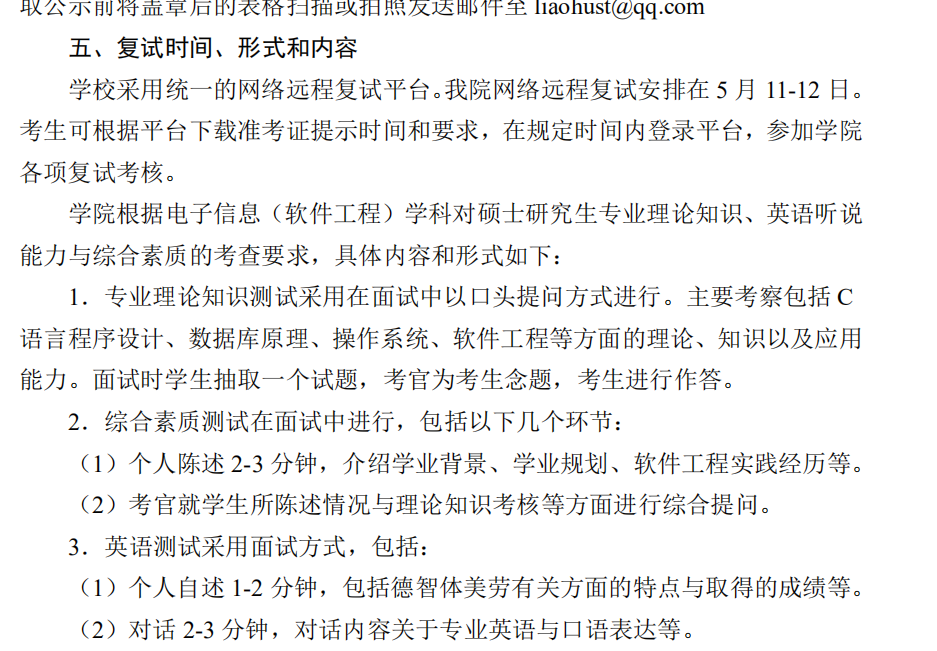 取公示前将盖章后的表格扫描或拍照发送邮件至 liaohust@qq.com
五、复试时间、形式和内容
学校采用统一的网络远程复试平台。我院网络远程复试安排在 5 月 11-12 日。
考生可根据平台下载准考证提示时间和要求，在规定时间内登录平台，参加学院
各项复试考核。
学院根据电子信息（软件工程）学科对硕士研究生专业理论知识、英语听说
能力与综合素质的考查要求，具体内容和形式如下：
1．专业理论知识测试采用在面试中以口头提问方式进行。主要考察包括 C
语言程序设计、数据库原理、操作系统、软件工程等方面的理论、知识以及应用
能力。面试时学生抽取一个试题，考官为考生念题，考生进行作答。
2．综合素质测试在面试中进行，包括以下几个环节：
（1）个人陈述 2-3 分钟，介绍学业背景、学业规划、软件工程实践经历等。
（2）考官就学生所陈述情况与理论知识考核等方面进行综合提问。
3．英语测试采用面试方式，包括：
（1）个人自述 1-2 分钟，包括德智体美劳有关方面的特点与取得的成绩等。
（2）对话 2-3 分钟，对话内容关于专业英语与口语表达等。